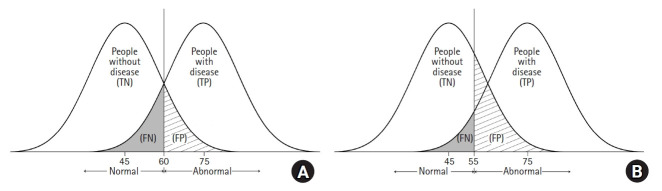 People
without
disease
(TN)
People
with
disease
(TP)
(FN)
(FP)
45
60
75
Normal
Abnormal
A
People
without
disease
(TN)
People
with
disease
(TP)
(FN)
(FP)
45
55
75
Normal
Abnormal
B